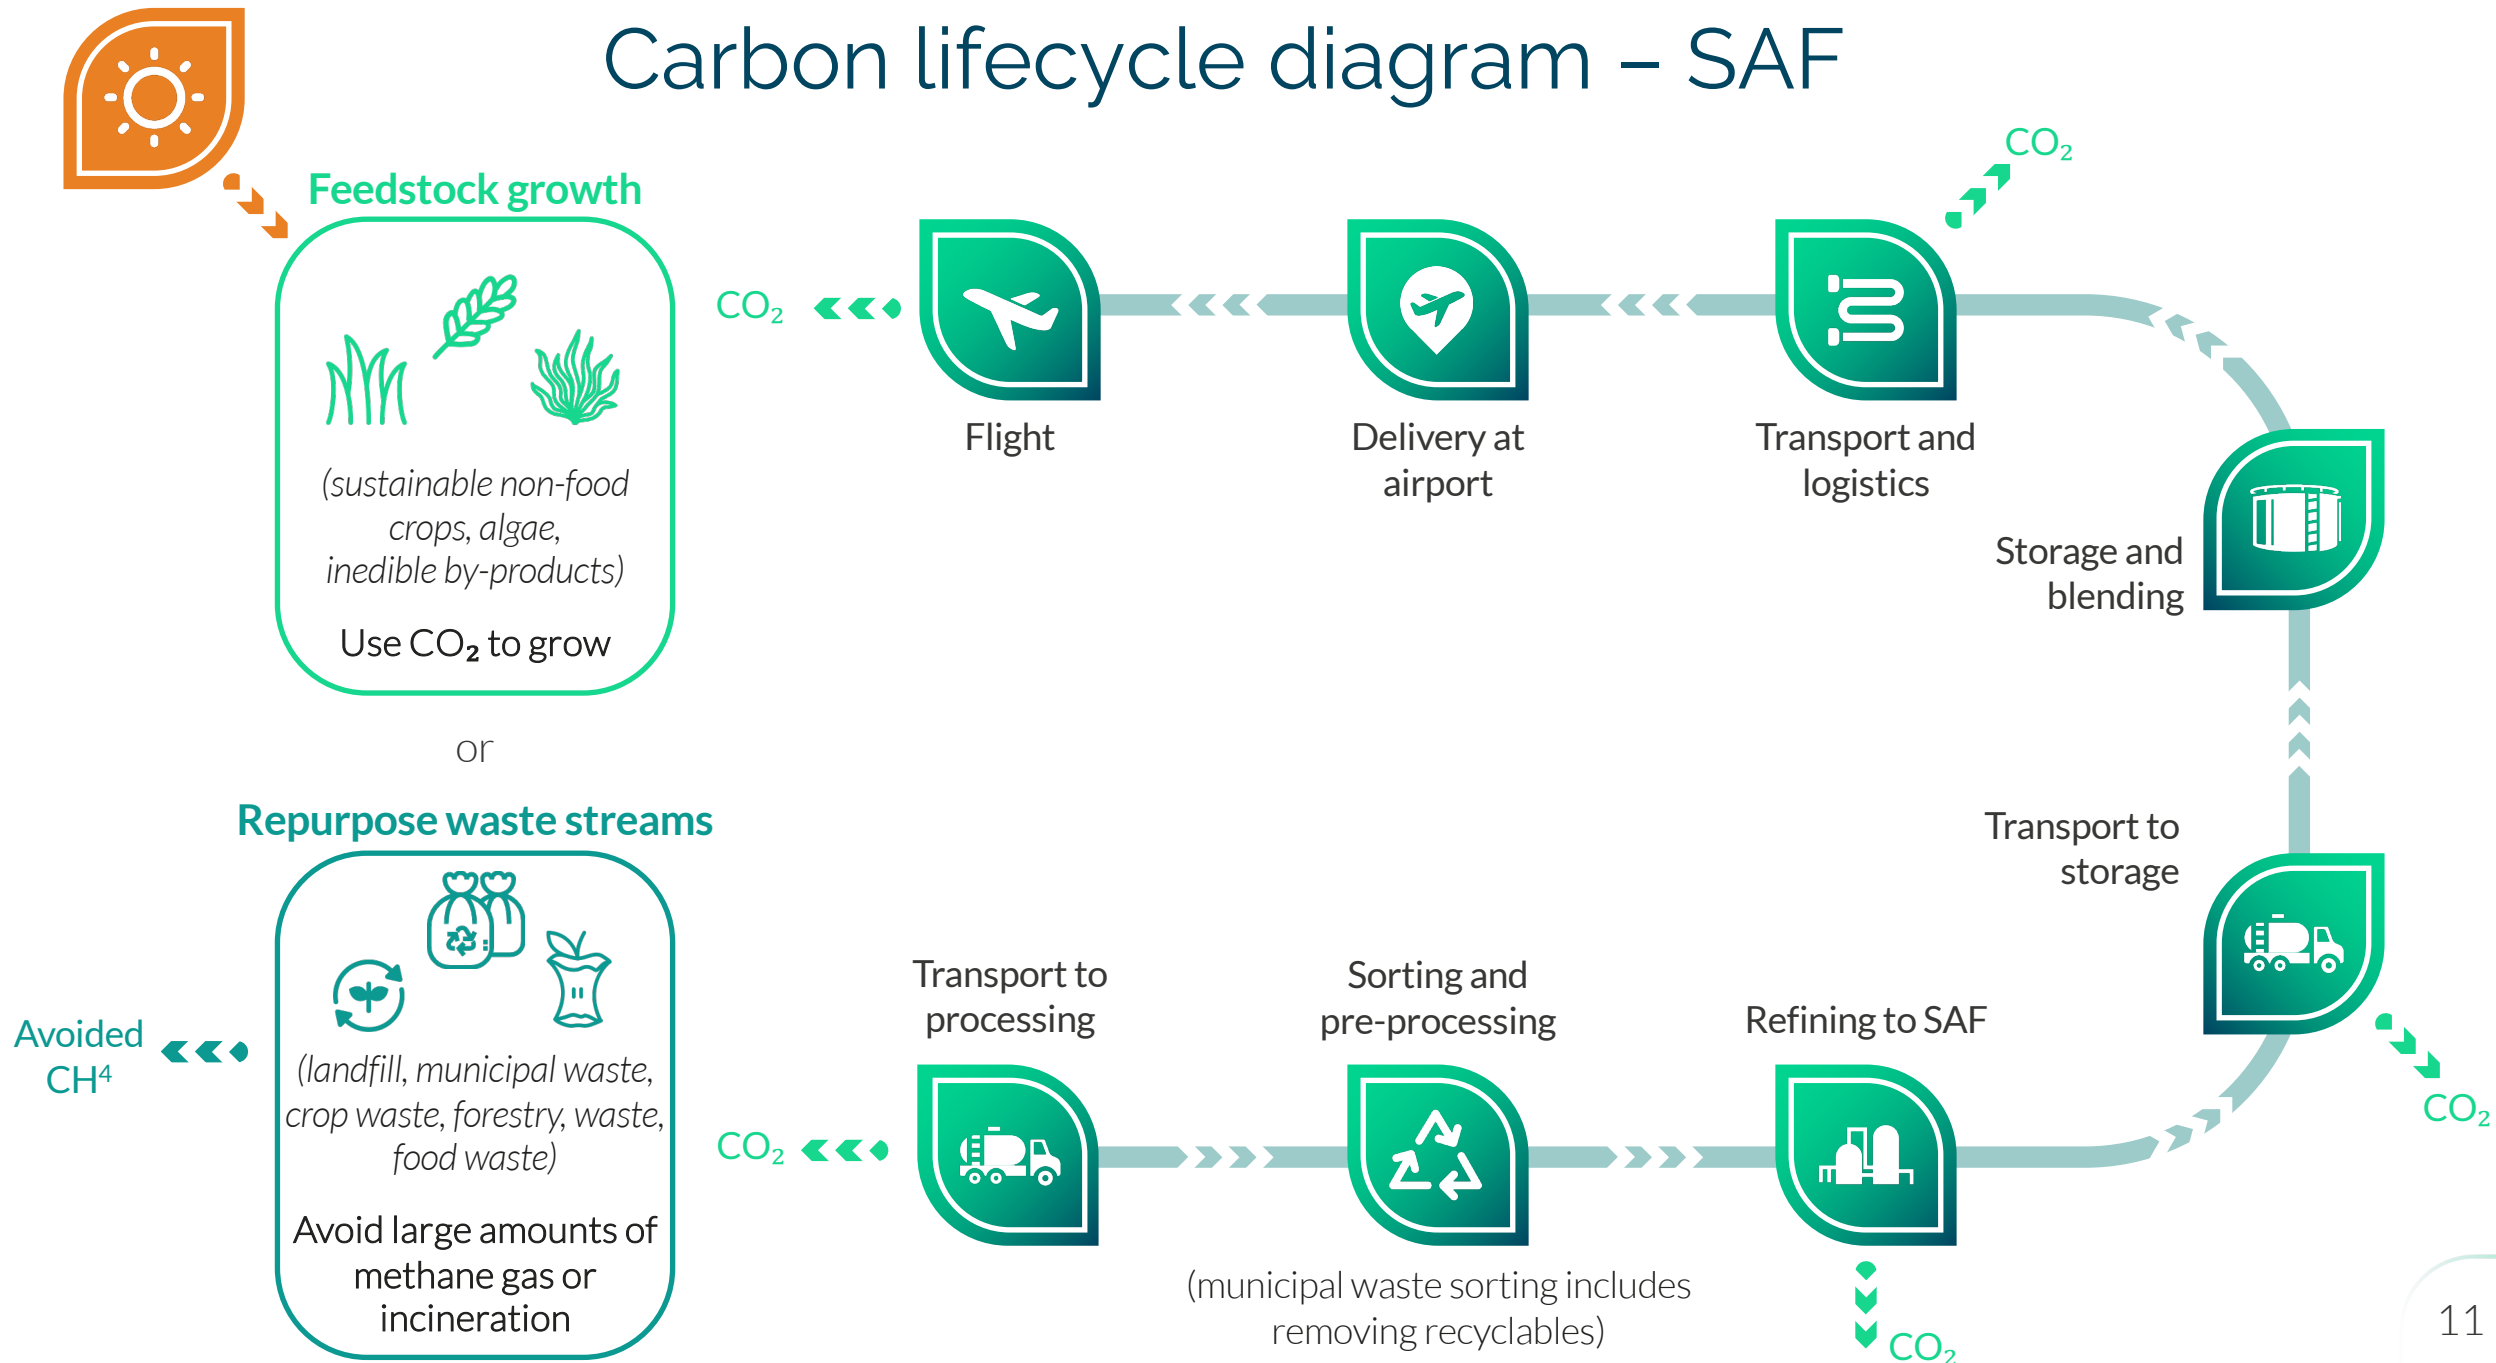 Carbon lifecycle diagram – SAF
Feedstock growth
(sustainable non-food
crops, algae,
inedible by-products)
Use CO₂ to grow
or
Repurpose waste streams
(landfill, municipal waste,
crop waste, forestry, waste,
food waste)
Avoid large amounts of
methane gas or
incineration
Avoided
CH⁴
CO₂
Transport to
processing
Sorting and
pre-processing
(municipal waste sorting includes
removing recyclables)
Refining to SAF
CO₂
Transport to
storage
CO₂
Storage and
blending
Transport and
logistics
CO₂
Delivery at
airport
Flight
CO₂
11